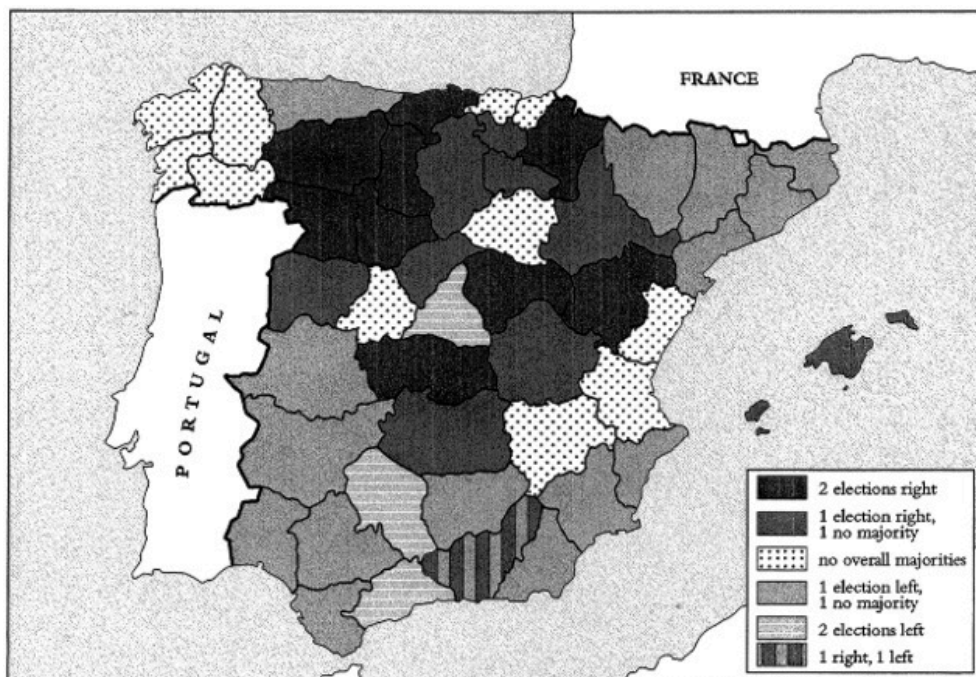 FRANCE
PORTUGAL
2 elections right
1 election right,
1 no majority
no overall majorities
1 election left,
1 no majority
2 elections left
1 right, 1 left